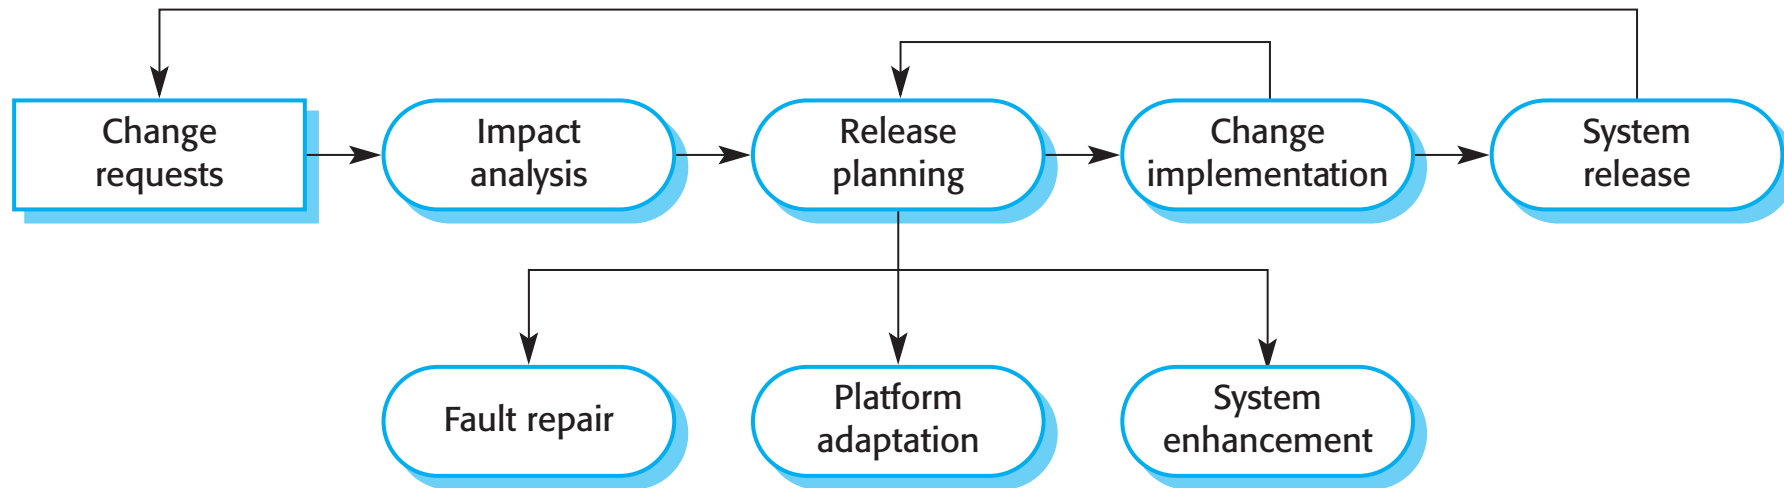 Change
requests
Impact
analysis
Release
planning
Change
implementation
System
release
Fault repair
Platform
adaptation
System
enhancement